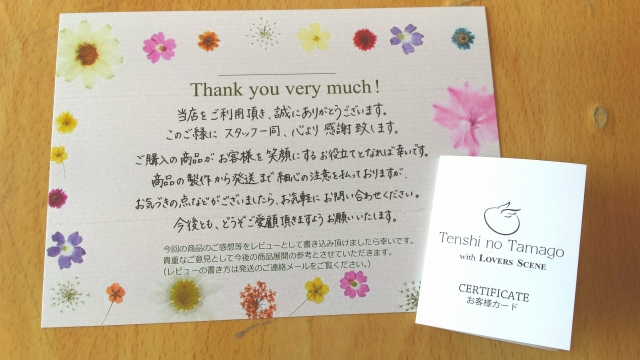 Thank you very much!
当店をご利用頂き、誠にありがとうございます。
このご縁に スタッフ一同、心より 感謝 致します。
ご購入の商品が お客様を笑顔にするお役立てとなれば幸いです。
商品の製作から発送まで細心の注意を払っておりますが、
お気づきの点などがございましたら、お気軽にお問い合わせください。
今後とも、どうぞご愛顧頂きますようお願いいたします。
今回の商品のご感想等をレビューとして書き込み頂けましたら幸いです。
貴重なご意見として今後の商品展開の参考とさせていただきます。
(レビューの書き方は発送のご連絡メールをご覧ください。)
Tenshi no Tamago
with LOVERS SCENE
CERTIFICATE
お客様カード